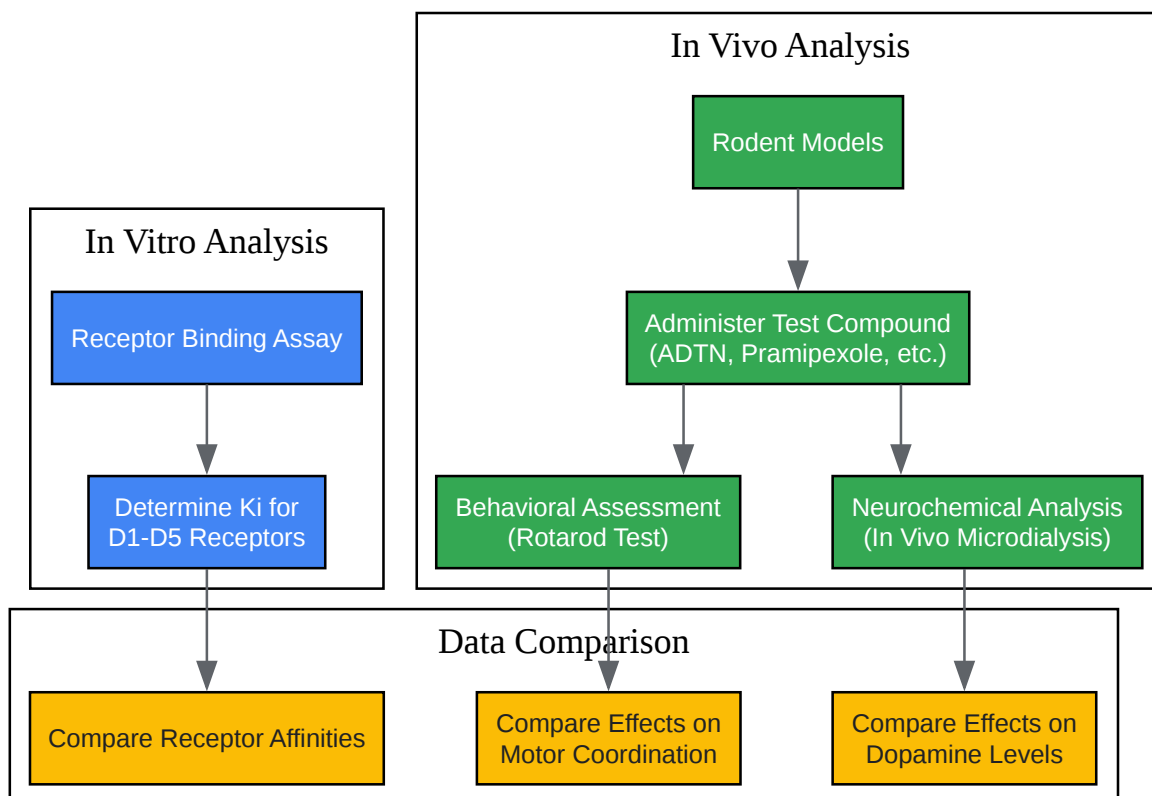 In Vivo Analysis
Rodent Models
In Vitro Analysis
Receptor Binding Assay
Administer Test Compound
(ADTN, Pramipexole, etc.)
Determine Ki for
D1-D5 Receptors
Behavioral Assessment
(Rotarod Test)
Neurochemical Analysis
(In Vivo Microdialysis)
Data Comparison
Compare Receptor Affinities
Compare Effects on
Motor Coordination
Compare Effects on
Dopamine Levels